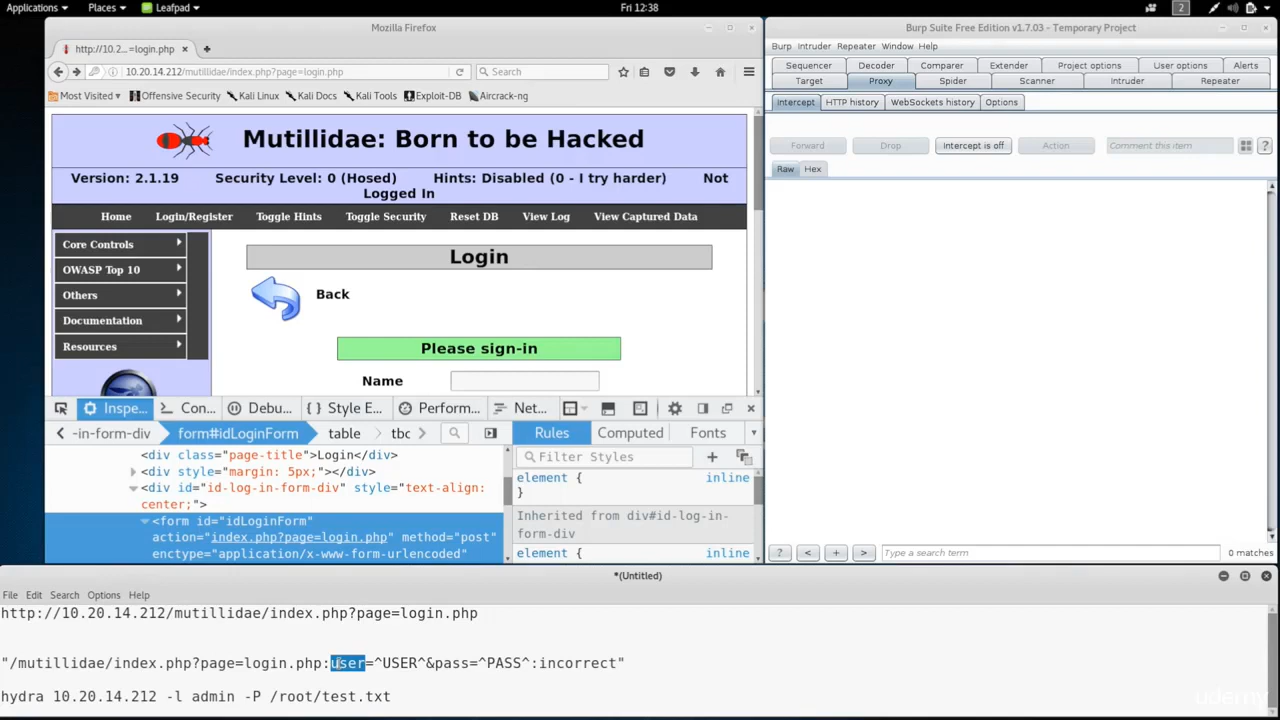 Applications Places Leafpad Fri 12:38 2
Mozilla Firefox
http://10.2...=login.php
10.20.14.212/mutillidae/index.php?page=login.php Search
Most Visited Offensive Security Kali Linux Kali Docs Kali Tools Exploit-DB Aircrack-ng
Mutillidae: Born to be Hacked
Version: 2.1.19 Security Level: 0 (Hosed) Hints: Disabled (0 - I try harder) Not
Logged In
Home Login/Register Toggle Hints Toggle Security Reset DB View Log View Captured Data
Core Controls
OWASP Top 10
Others
Documentation
Resources
Login
Back
Please sign-in
Name
Inspe... Con... Debu... { } Style E... Perform... Net...
-in-form-div form#idLoginForm table tbc
<div class="page-title">Login</div>
<div style="margin: 5px;"></div>
<div id="id-log-in-form-div" style="text-align:
center;">
<form id="idLoginForm"
action="index.php?page=login.php" method="post"
enctype="application/x-www-form-urlencoded"
Rules Computed Fonts
Filter Styles +
element { inline
}
Inherited from div#id-log-in-
form-div
element { inline
Burp Suite Free Edition v1.7.03 - Temporary Project
Burp Intruder Repeater Window Help
Sequencer Decoder Comparer Extender Project options User options Alerts
Target Proxy Spider Scanner Intruder Repeater
Intercept HTTP history WebSockets history Options
Forward Drop Intercept is off Action Comment this item ?
Raw Hex
? < + > Type a search term 0 matches
*(Untitled)
File Edit Search Options Help
http://10.20.14.212/mutillidae/index.php?page=login.php
"/mutillidae/index.php?page=login.php:user=^USER^&pass=^PASS^:incorrect"
hydra 10.20.14.212 -l admin -P /root/test.txt
udemy